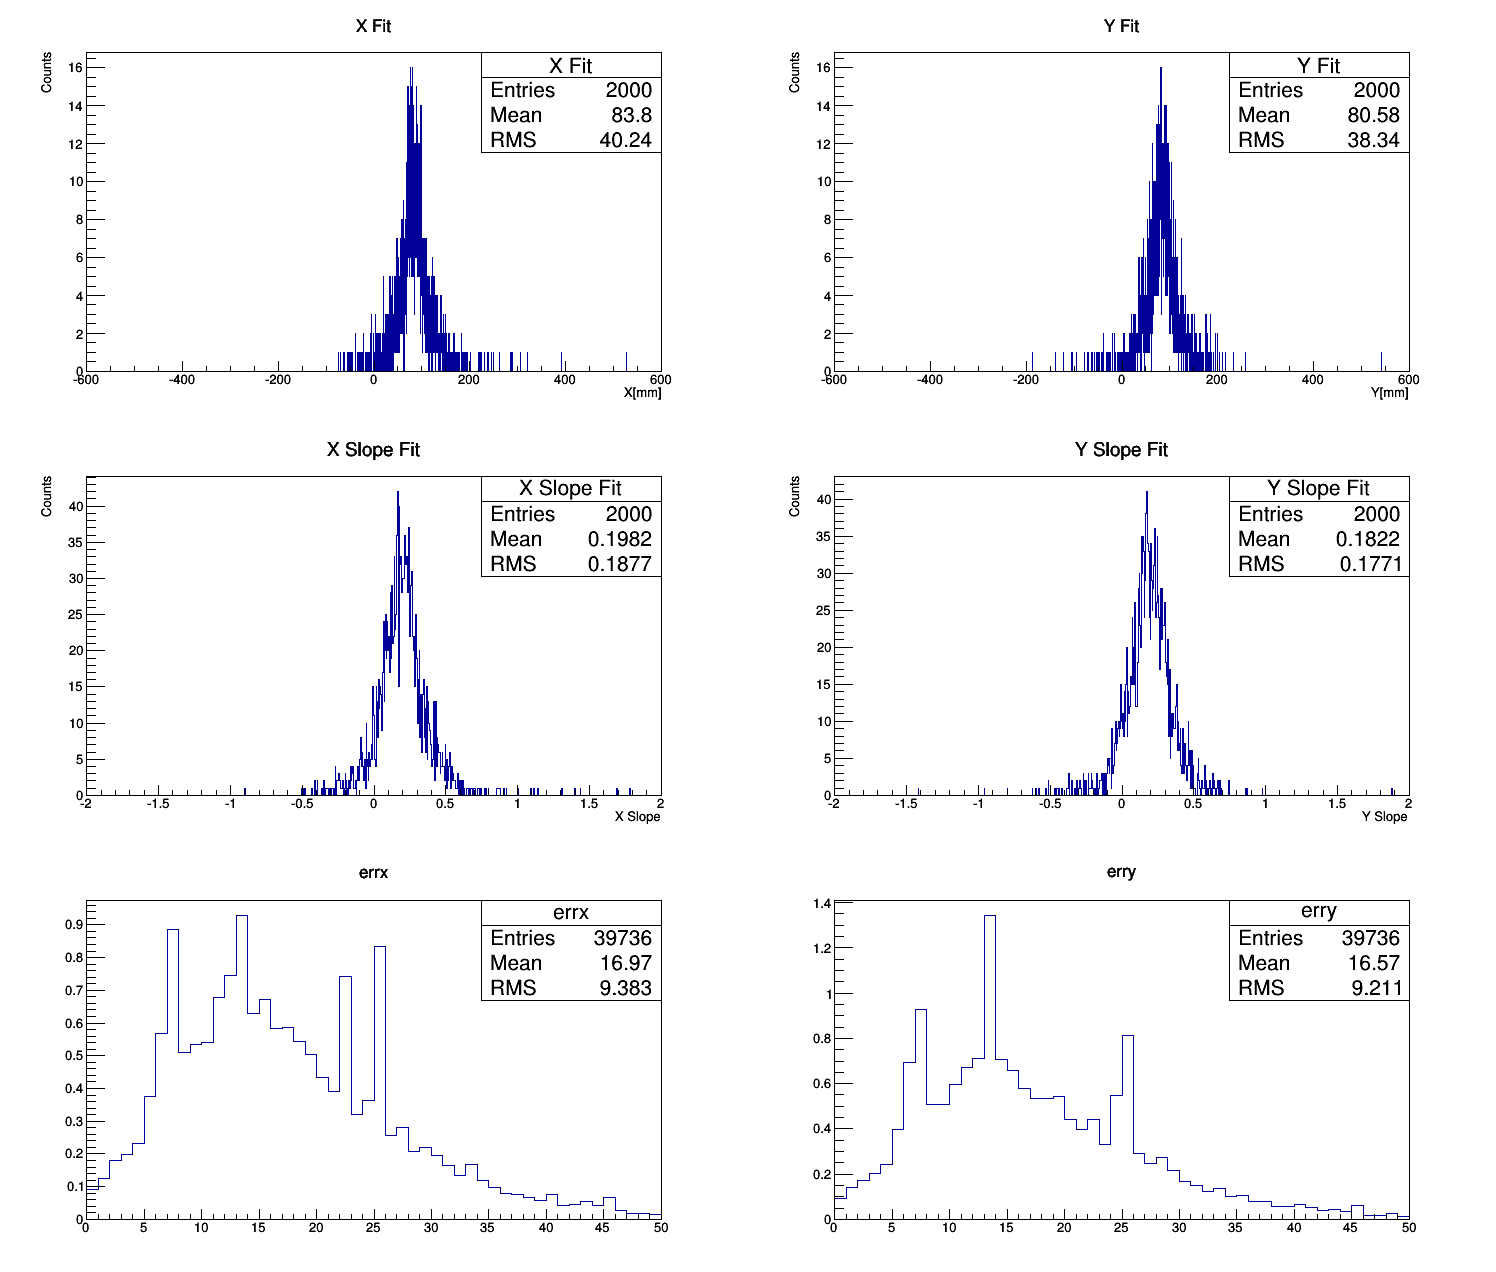 X Fit
Counts
X Fit
Entries 2000
Mean 83.8
RMS 40.24
16
14
12
10
8
6
4
2
0
-600 -400 -200 0 200 400 600
X[mm]
Y Fit
Counts
Y Fit
Entries 2000
Mean 80.58
RMS 38.34
16
14
12
10
8
6
4
2
0
-600 -400 -200 0 200 400 600
Y[mm]
X Slope Fit
Counts
X Slope Fit
Entries 2000
Mean 0.1982
RMS 0.1877
40
35
30
25
20
15
10
5
0
-2 -1.5 -1 -0.5 0 0.5 1 1.5 2
X Slope
Y Slope Fit
Counts
Y Slope Fit
Entries 2000
Mean 0.1822
RMS 0.1771
40
35
30
25
20
15
10
5
0
-2 -1.5 -1 -0.5 0 0.5 1 1.5 2
Y Slope
errx
errx
Entries 39736
Mean 16.97
RMS 9.383
0.9
0.8
0.7
0.6
0.5
0.4
0.3
0.2
0.1
0
0 5 10 15 20 25 30 35 40 45 50
erry
erry
Entries 39736
Mean 16.57
RMS 9.211
1.4
1.2
1
0.8
0.6
0.4
0.2
0
0 5 10 15 20 25 30 35 40 45 50